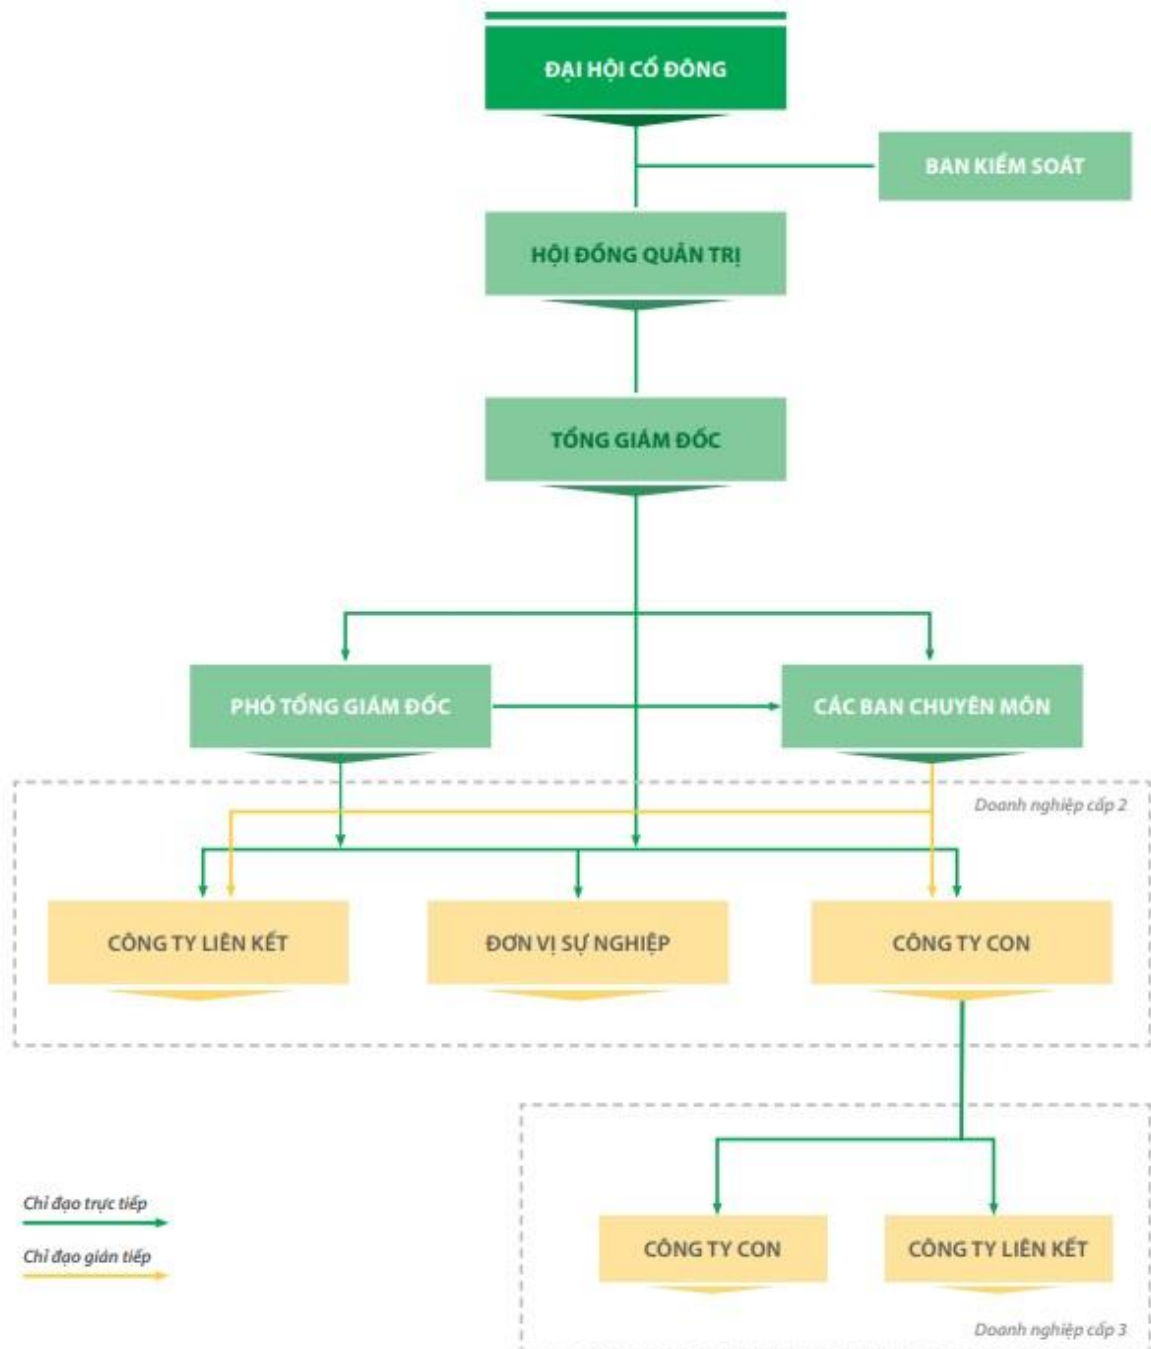 ĐẠI HỘI CỔ ĐÔNG
BAN KIỂM SOÁT
HỘI ĐỒNG QUẢN TRỊ
TỔNG GIÁM ĐỐC
PHÓ TỔNG GIÁM ĐỐC
CÁC BAN CHUYÊN MÔN
Doanh nghiệp cấp 2
CÔNG TY LIÊN KẾT
ĐƠN VỊ SỰ NGHIỆP
CÔNG TY CON
Chỉ đạo trực tiếp
Chỉ đạo gián tiếp
CÔNG TY CON
CÔNG TY LIÊN KẾT
Doanh nghiệp cấp 3